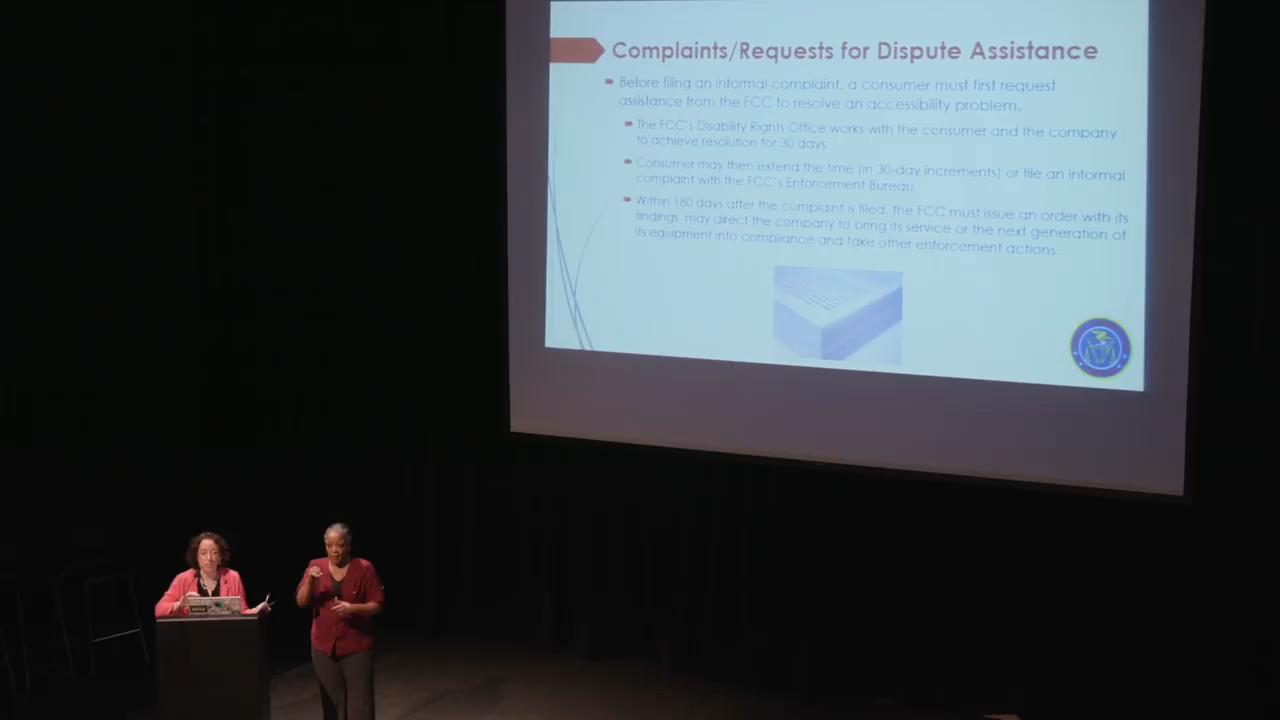 Complaints/Requests for Dispute Assistance
Before filing an informal complaint, a consumer must first request
assistance from the FCC to resolve an accessibility problem.
The FCC's Disability Rights Office works with the consumer and the company
to achieve resolution for 30 days.
Consumer may then extend the time (in 30-day increments) or file an informal
complaint with the FCC's Enforcement Bureau.
Within 180 days after the complaint is filed, the FCC must issue an order with its
findings, may direct the company to bring its service or the next generation of
its equipment into compliance and take other enforcement actions.